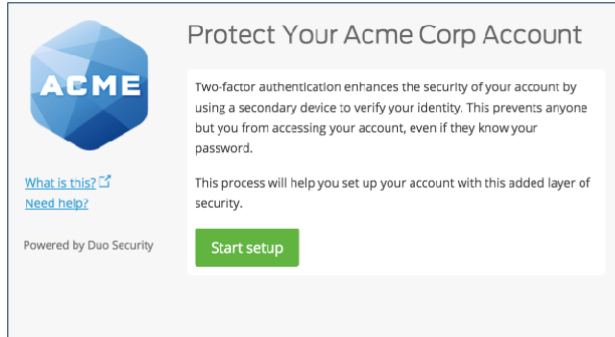 Protect Your Acme Corp Account
ACME
Two-factor authentication enhances the security of your account by
using a secondary device to verify your identity. This prevents anyone
but you from accessing your account, even if they know your
password.
This process will help you set up your account with this added layer of
security.
What is this?
Need help?
Powered by Duo Security
Start setup